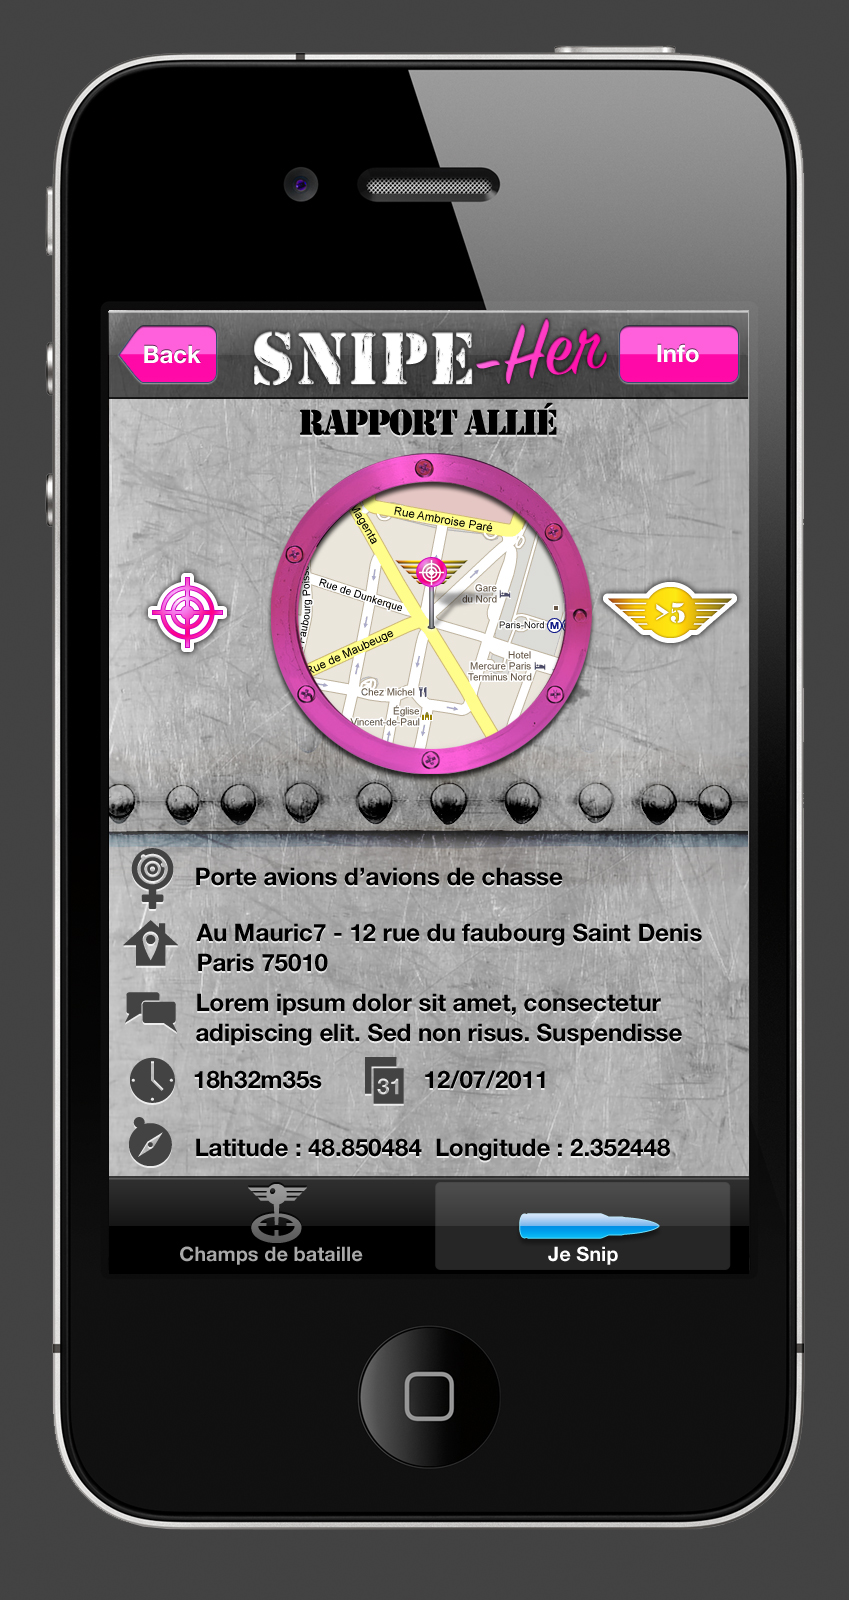 Back
SNIPE-Her
Info
RAPPORT ALLIÉ
Rue Ambroise Paré
Magenta
Gare
du Nord
Rue de Dunkerque
Faubourg Poiss
Paris-Nord M
>5
Rue de Maubeuge
Hotel
Mercure Paris
Terminus Nord
Chez Michel
Église
Vincent-de-Paul
Porte avions d’avions de chasse
Au Mauric7 - 12 rue du faubourg Saint Denis
Paris 75010
Lorem ipsum dolor sit amet, consectetur
adipiscing elit. Sed non risus. Suspendisse
18h32m35s
31
12/07/2011
Latitude : 48.850484 Longitude : 2.352448
Champs de bataille
Je Snip